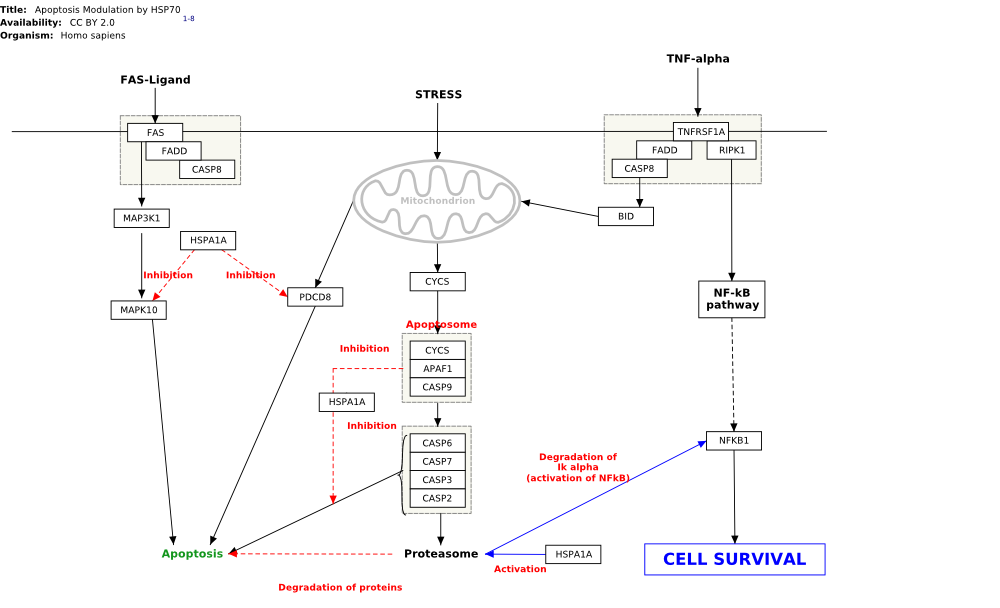 Title: Apoptosis Modulation by HSP70
1-8
Availability: CC BY 2.0
Organism: Homo sapiens
TNF-alpha
FAS-Ligand
STRESS
FAS
TNFRSF1A
FADD
FADD
RIPK1
CASP8
CASP8
Mitochondrion
MAP3K1
BID
HSPA1A
Inhibition
Inhibition
CYCS
PDCD8
NF-kB
pathway
MAPK10
Apoptosome
Inhibition
CYCS
APAF1
CASP9
HSPA1A
Inhibition
CASP6
NFKB1
CASP7
Degradation of
Ik alpha
(activation of NFkB)
CASP3
CASP2
Apoptosis
Proteasome
HSPA1A
CELL SURVIVAL
Activation
Degradation of proteins